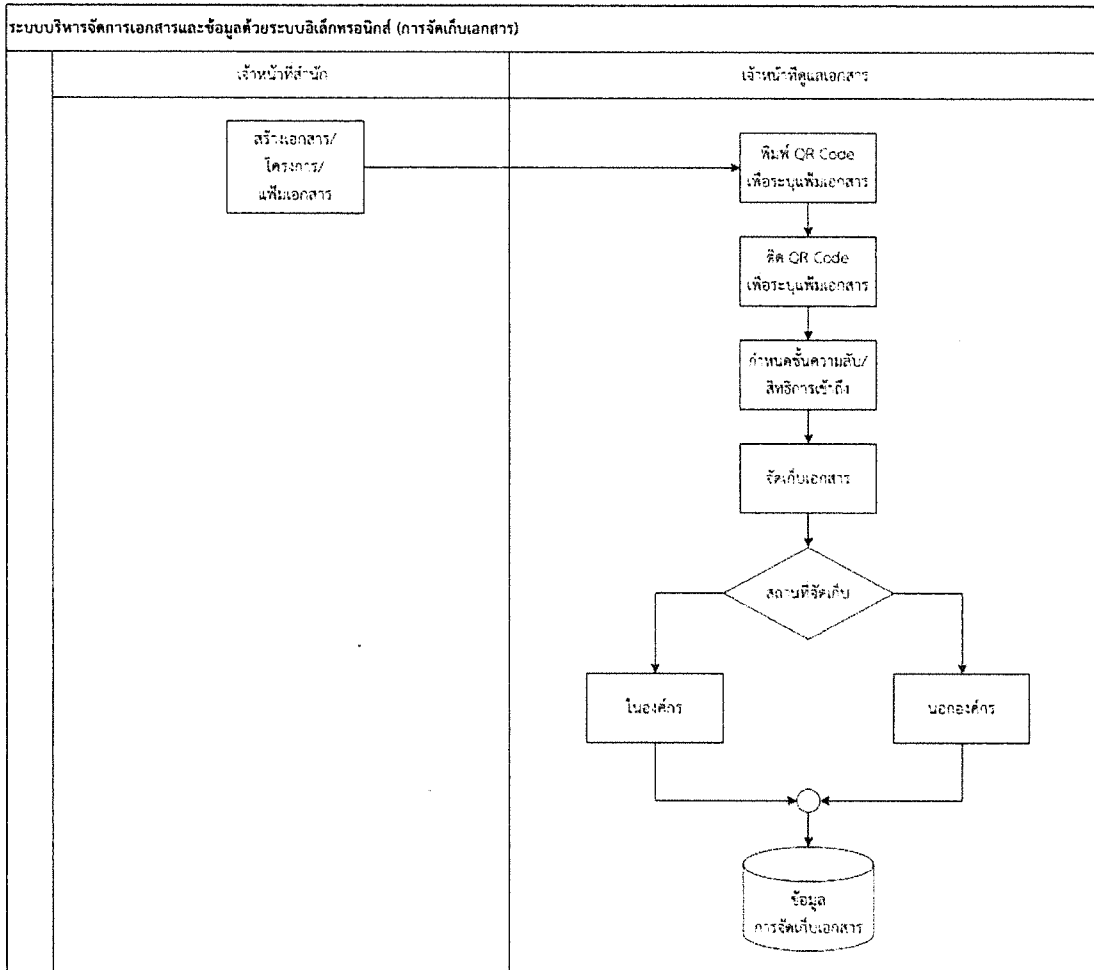 ระบบบริหารจัดการเอกสารและข้อมูลด้วยระบบอิเล็กทรอนิกส์ (การจัดเก็บเอกสาร)
เจ้าหน้าที่สำนัก
เจ้าหน้าที่ดูแลเอกสาร
สร้างเอกสาร/
โครงการ/
แฟ้มเอกสาร
พิมพ์ QR Code
เพื่อระบุแฟ้มเอกสาร
ติด QR Code
เพื่อระบุแฟ้มเอกสาร
กำหนดชั้นความลับ/
สิทธิการเข้าถึง
จัดเก็บเอกสาร
สถานที่จัดเก็บ
ในองค์กร
นอกองค์กร
ข้อมูล
การจัดเก็บเอกสาร